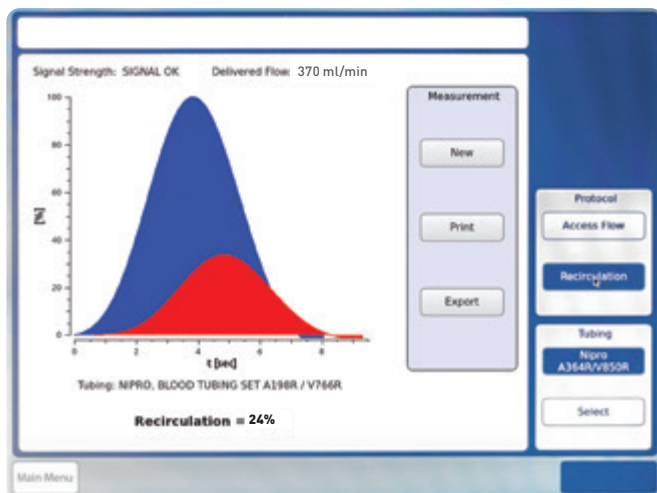 Signal Strength: SIGNAL OK Delivered Flow: 370 ml/min
Measurement
New
Print
Export
100
80
60
40
20
0
[%]
0 2 4 6 8
t [sec]
Tubing: NIPRO, BLOOD TUBING SET A198R / V766R
Recirculation = 24%
Protocol
Access Flow
Recirculation
Tubing
Nipro
A364R/V850R
Select
Main Menu